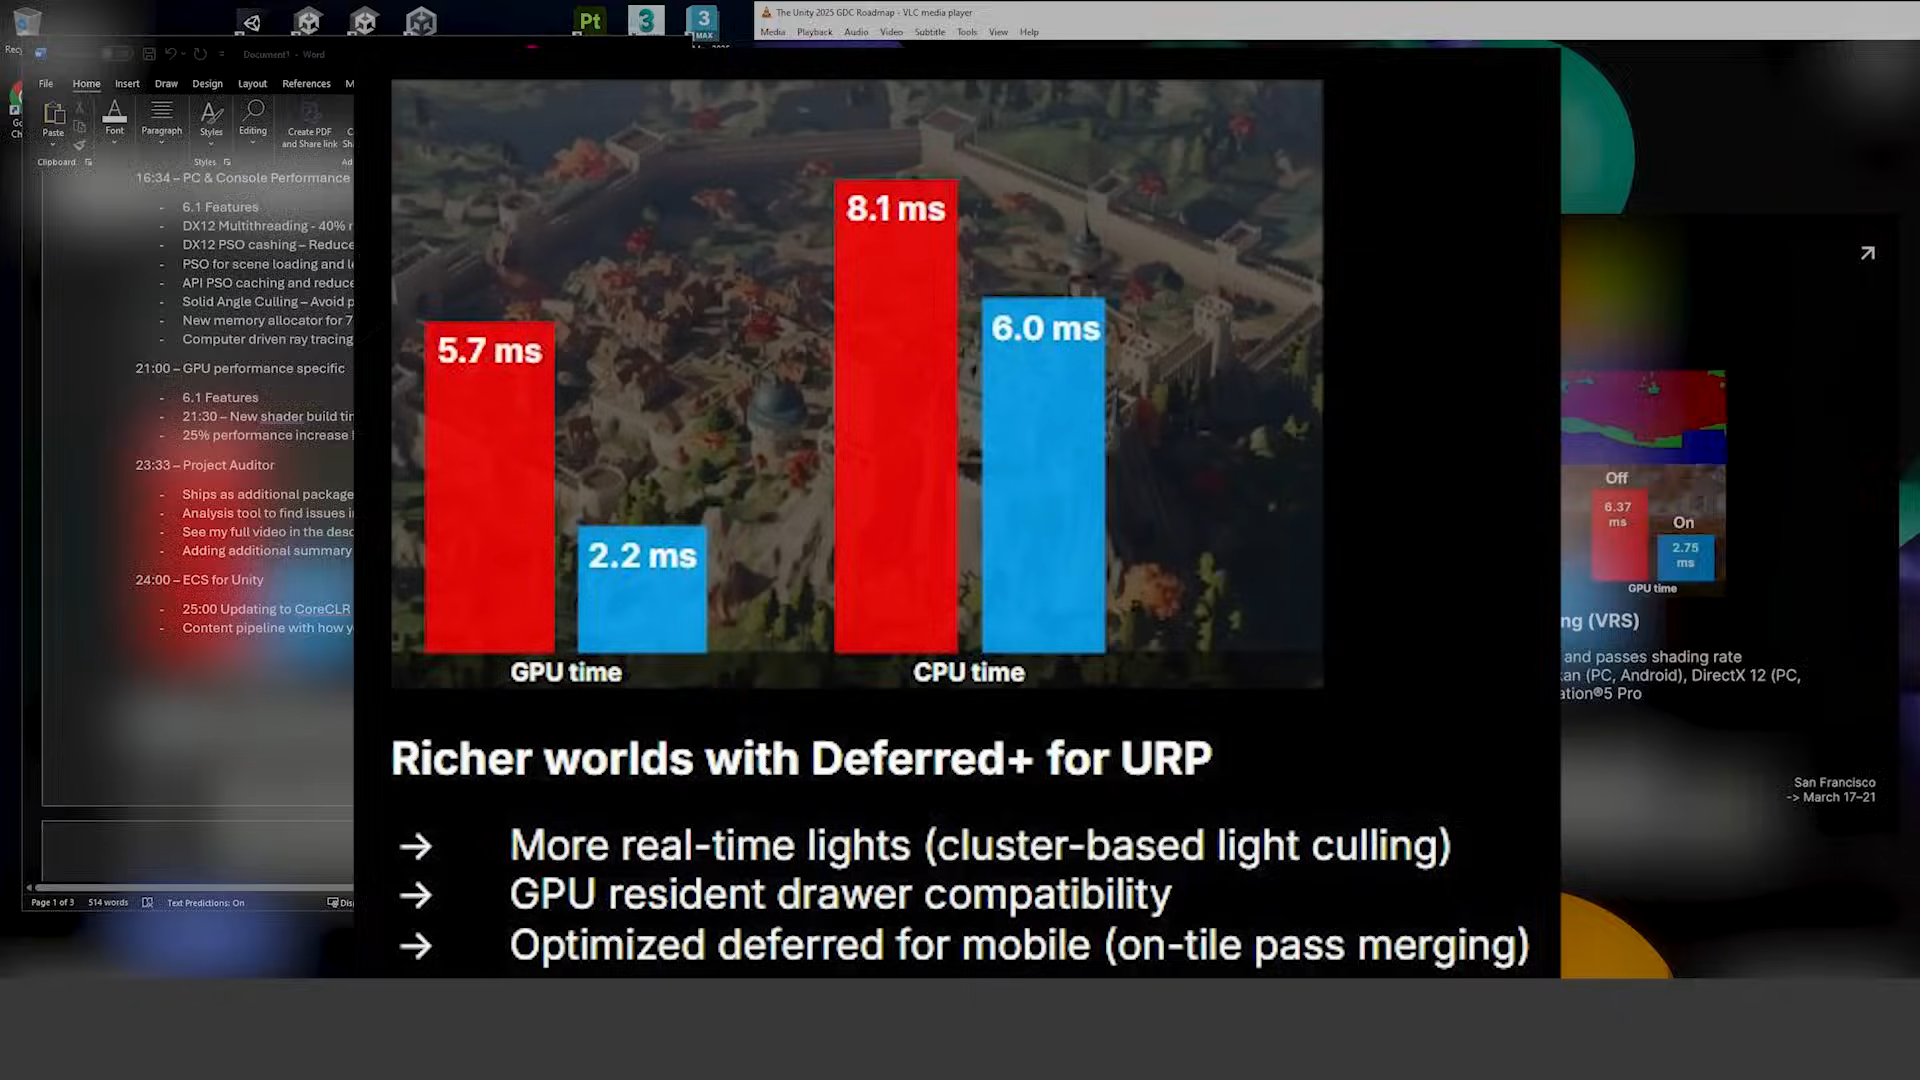 The Unity 2025 GDC Roadmap - VLC media player
Media Playback Audio Video Subtitle Tools View Help
Pt
3
3
MAX
Document1 - Word
File Home Insert Draw Design Layout References M
Paste
Font
Paragraph
Styles
Editing
Create PDF
and Share link
Clipboard
Styles
16:34 – PC & Console Performance
- 6.1 Features
- DX12 Multithreading - 40% r
- DX12 PSO cashing – Reduce
- PSO for scene loading and le
- API PSO caching and reduce
- Solid Angle Culling – Avoid p
- New memory allocator for 7
- Computer driven ray tracing
21:00 – GPU performance specific
- 6.1 Features
- 21:30 – New shader build tin
- 25% performance increase
23:33 – Project Auditor
- Ships as additional package
- Analysis tool to find issues i
- See my full video in the desc
- Adding additional summary
24:00 – ECS for Unity
- 25:00 Updating to CoreCLR
- Content pipeline with how y
Page 1 of 3 514 words Text Predictions: On
5.7 ms
2.2 ms
GPU time
8.1 ms
6.0 ms
CPU time
Richer worlds with Deferred+ for URP
→ More real-time lights (cluster-based light culling)
→ GPU resident drawer compatibility
→ Optimized deferred for mobile (on-tile pass merging)
Off
6.37
ms
On
2.75
ms
GPU time
ng (VRS)
and passes shading rate
kan (PC, Android), DirectX 12 (PC,
ation®5 Pro
San Francisco
-> March 17–21